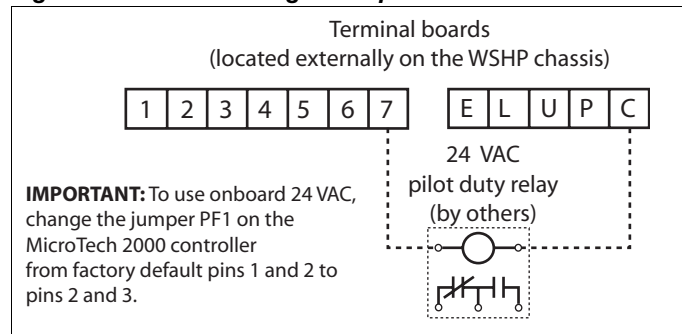 Terminal boards
(located externally on the WSHP chassis)
1 2 3 4 5 6 7 E L U P C
24 VAC
pilot duty relay
(by others)
IMPORTANT: To use onboard 24 VAC,
change the jumper PF1 on the
MicroTech 2000 controller
from factory default pins 1 and 2 to
pins 2 and 3.